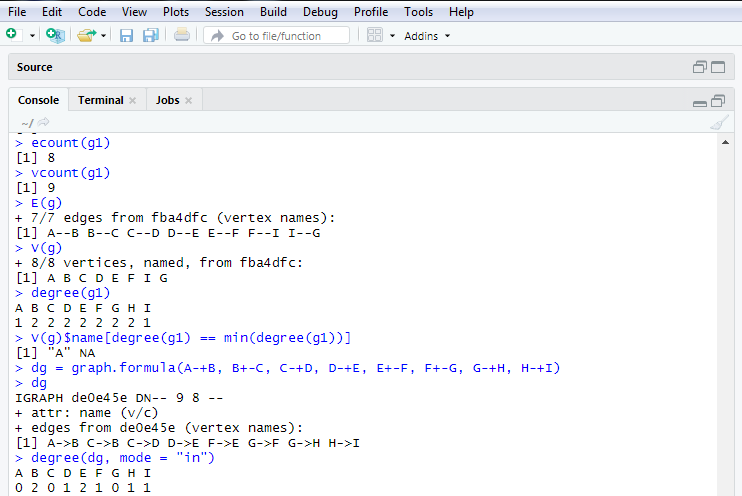 File Edit Code View Plots Session Build Debug Profile Tools Help
Go to file/function Addins
Source
Console Terminal Jobs
~/
> ecount(g1)
[1] 8
> vcount(g1)
[1] 9
> E(g)
+ 7/7 edges from fba4dfc (vertex names):
[1] A--B B--C C--D D--E E--F F--I I--G
> V(g)
+ 8/8 vertices, named, from fba4dfc:
[1] A B C D E F I G
> degree(g1)
A B C D E F G H I
1 2 2 2 2 2 2 2 1
> V(g)$name[degree(g1) == min(degree(g1))]
[1] "A" NA
> dg = graph.formula(A-+B, B+-C, C-+D, D-+E, E+-F, F+-G, G-+H, H-+I)
> dg
IGRAPH de0e45e DN-- 9 8 --
+ attr: name (v/c)
+ edges from de0e45e (vertex names):
[1] A->B C->B C->D D->E F->E G->F G->H H->I
> degree(dg, mode = "in")
A B C D E F G H I
0 2 0 1 2 1 0 1 1